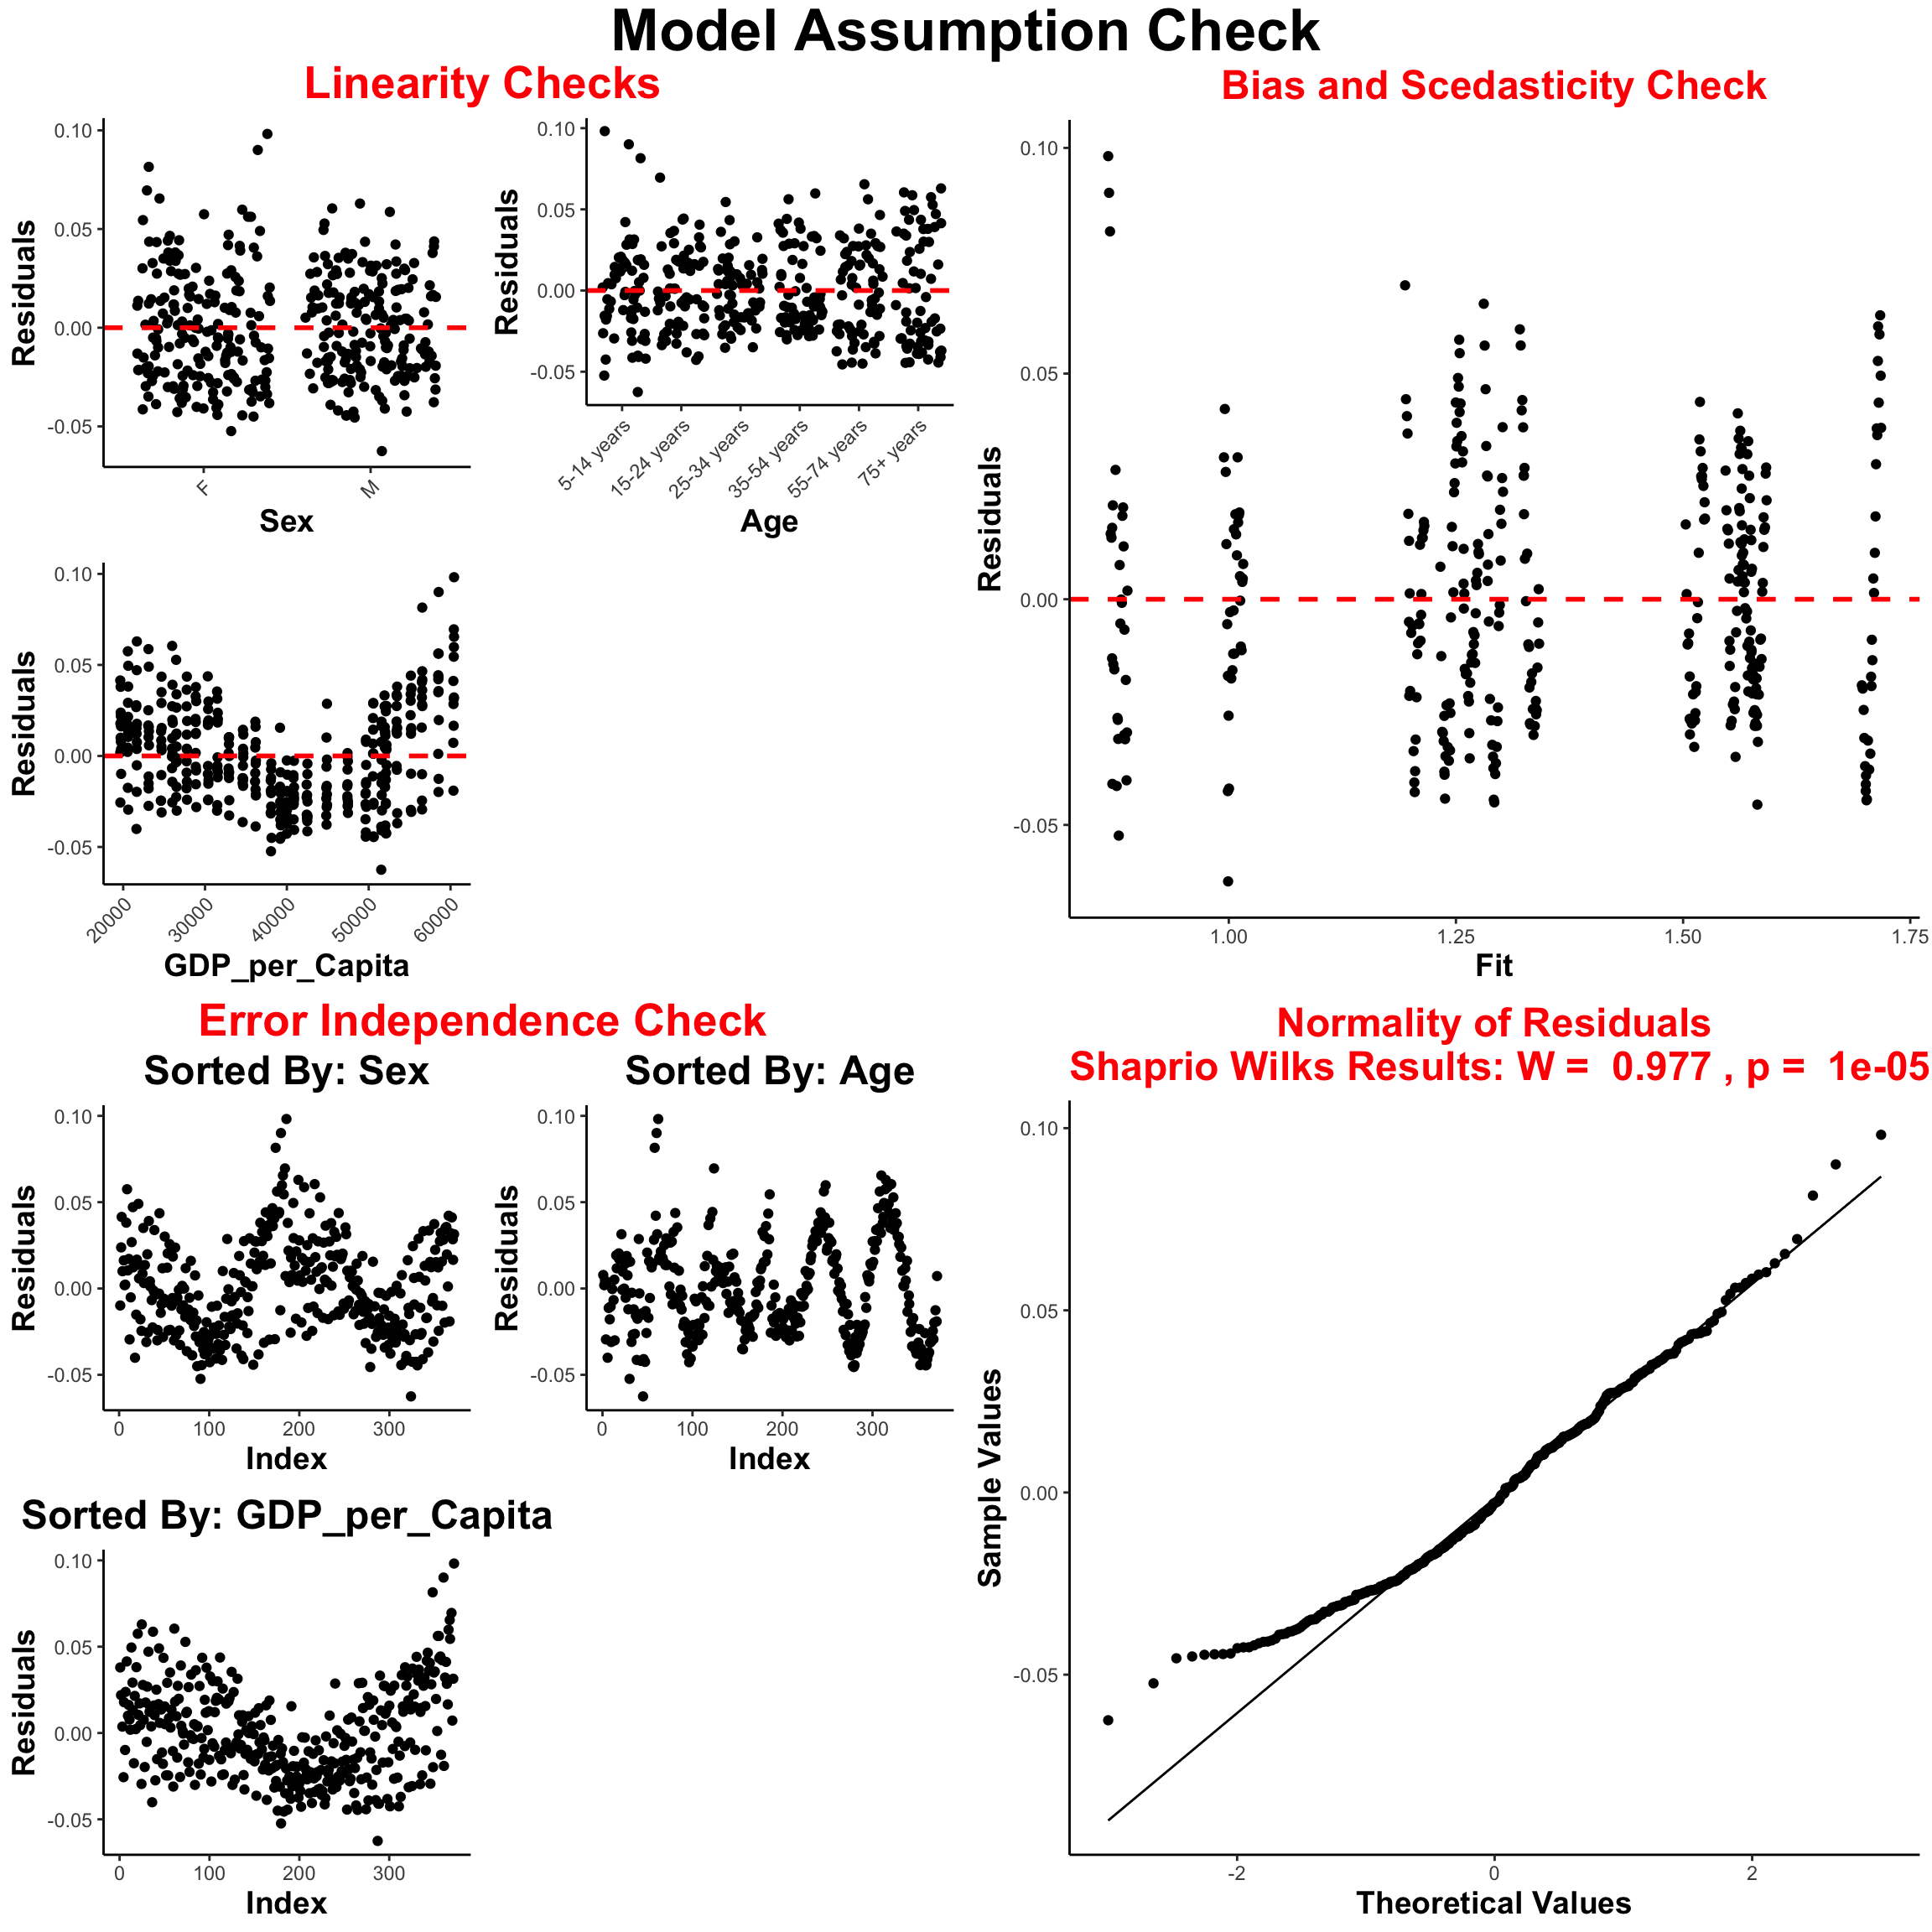 Model Assumption Check
Linearity Checks
0.10
0.05
0.00
-0.05
Residuals
F
M
Sex
0.10
0.05
0.00
-0.05
Residuals
5-14 years
15-24 years
25-34 years
35-54 years
55-74 years
75+ years
Age
0.10
0.05
0.00
-0.05
Residuals
20000
30000
40000
50000
60000
GDP_per_Capita
Bias and Scedasticity Check
0.10
0.05
0.00
-0.05
Residuals
1.00
1.25
1.50
1.75
Fit
Error Independence Check
Sorted By: Sex
0.10
0.05
0.00
-0.05
Residuals
0
100
200
300
Index
Sorted By: Age
0.10
0.05
0.00
-0.05
Residuals
0
100
200
300
Index
Sorted By: GDP_per_Capita
0.10
0.05
0.00
-0.05
Residuals
0
100
200
300
Index
Normality of Residuals
Shaprio Wilks Results: W =  0.977 , p =  1e-05
0.10
0.05
0.00
-0.05
Sample Values
-2
0
2
Theoretical Values